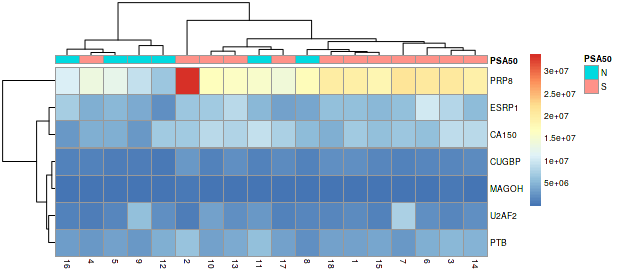 PSA50
PSA50
N
S
3e+07
2.5e+07
2e+07
1.5e+07
1e+07
5e+06
PRP8
ESRP1
CA150
CUGBP
MAGOH
U2AF2
PTB
16 4 5 9 12 2 10 13 11 17 8 18 1 15 7 6 3 14